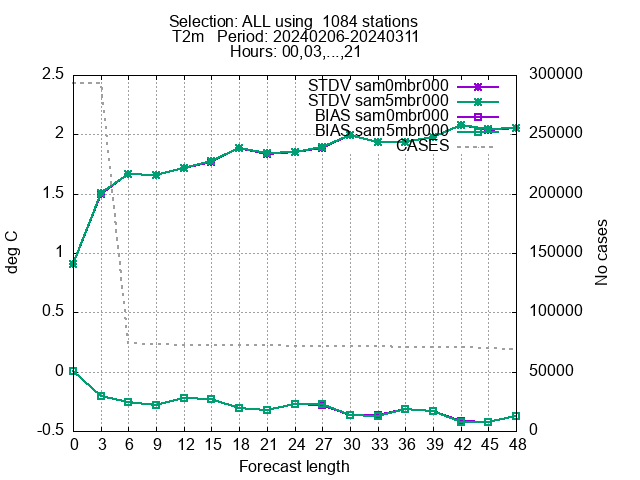 Selection: ALL using  1084 stations
T2m   Period: 20240206-20240311
Hours: 00,03,...,21
2.5
2
1.5
1
0.5
0
-0.5
deg C
300000
250000
200000
150000
100000
50000
0
No cases
STDV sam0mbr000
STDV sam5mbr000
BIAS sam0mbr000
BIAS sam5mbr000
CASES
0 3 6 9 12 15 18 21 24 27 30 33 36 39 42 45 48
Forecast length